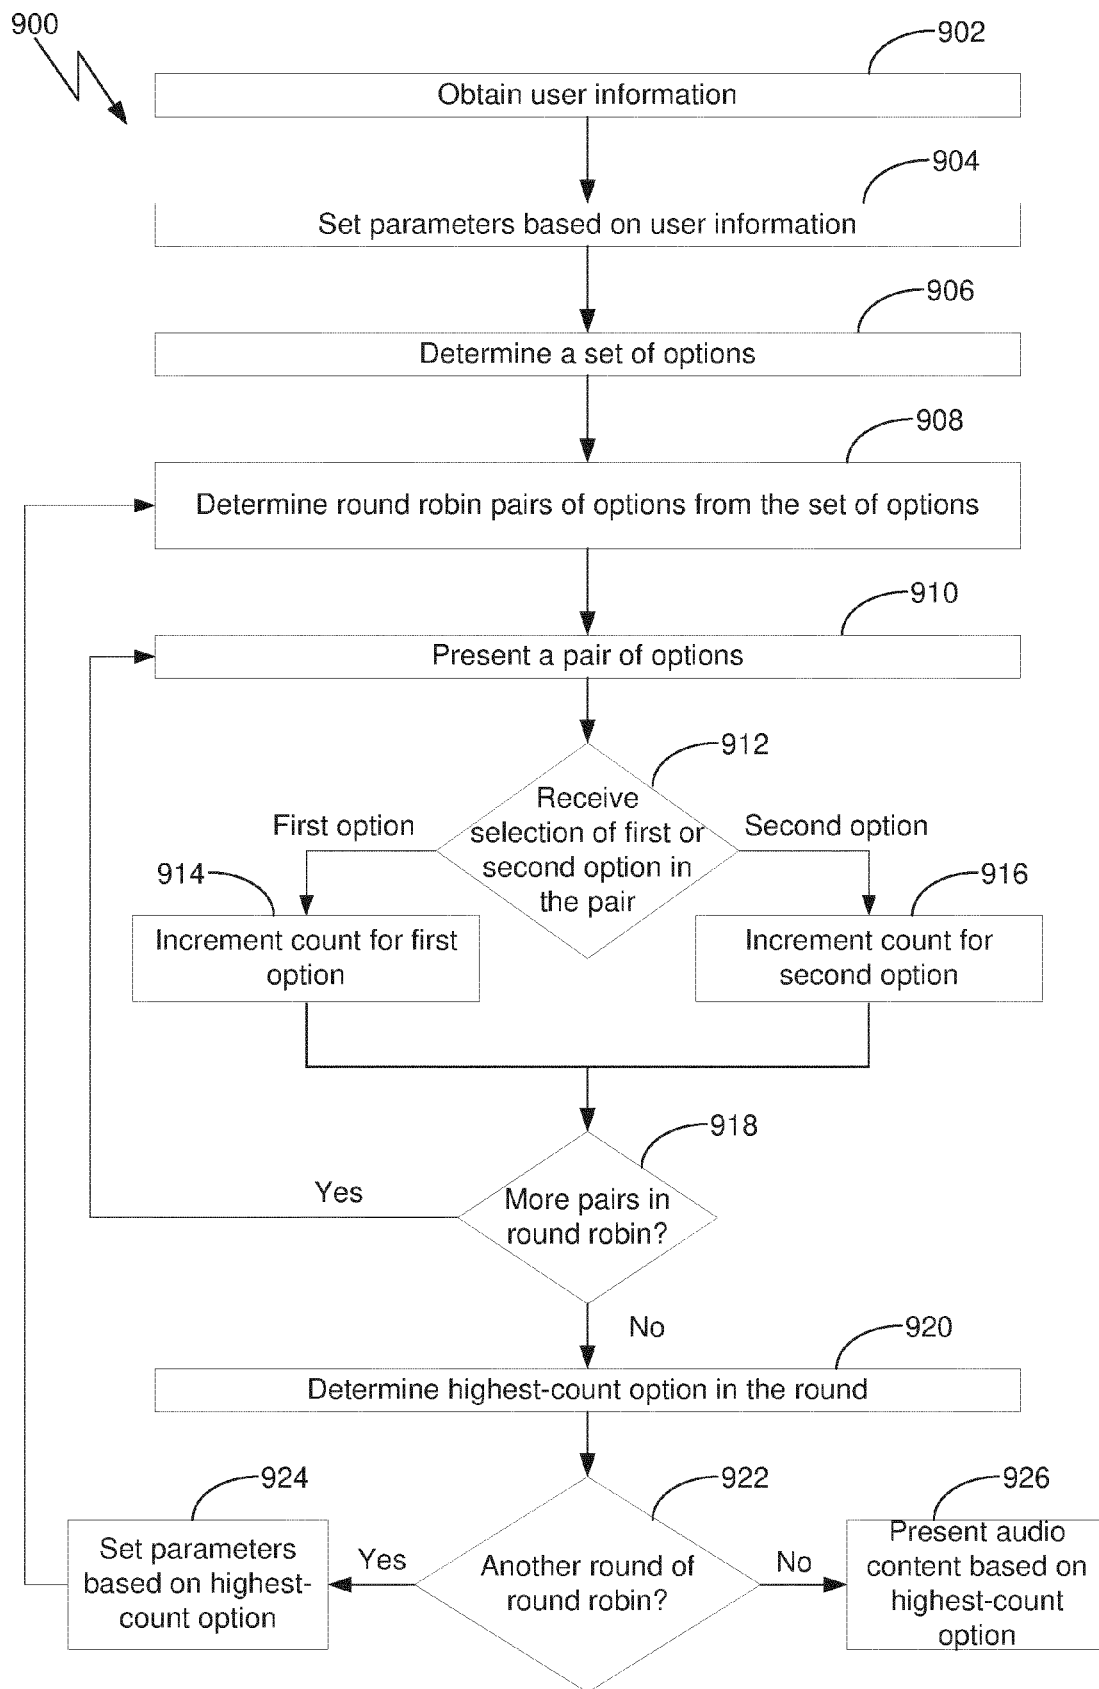 900
902
Obtain user information
904
Set parameters based on user information
906
Determine a set of options
908
Determine round robin pairs of options from the set of options
910
Present a pair of options
912
Receive
selection of first or
second option in
the pair
First option
Second option
914
916
Increment count for first
option
Increment count for
second option
918
More pairs in
round robin?
Yes
No
920
Determine highest-count option in the round
924
922
926
Set parameters
based on highest-
count option
Yes
Another round of
round robin?
No
Present audio
content based on
highest-count
option